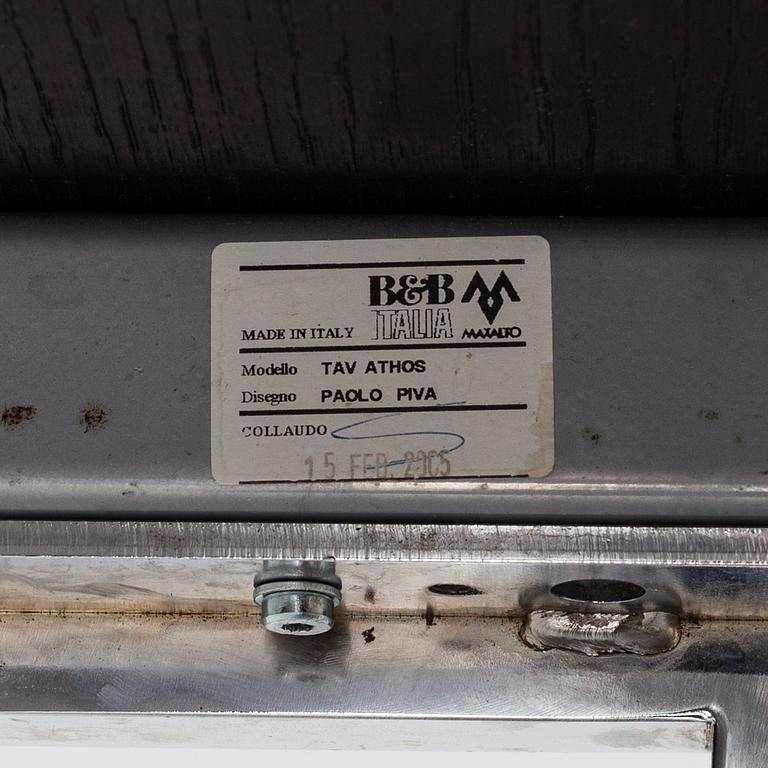 B&B
ITALIA
MADE IN ITALY
MAXALTO
Modello TAV ATHOS
Disegno PAOLO PIVA
COLLAUDO
15 FEB. 2005